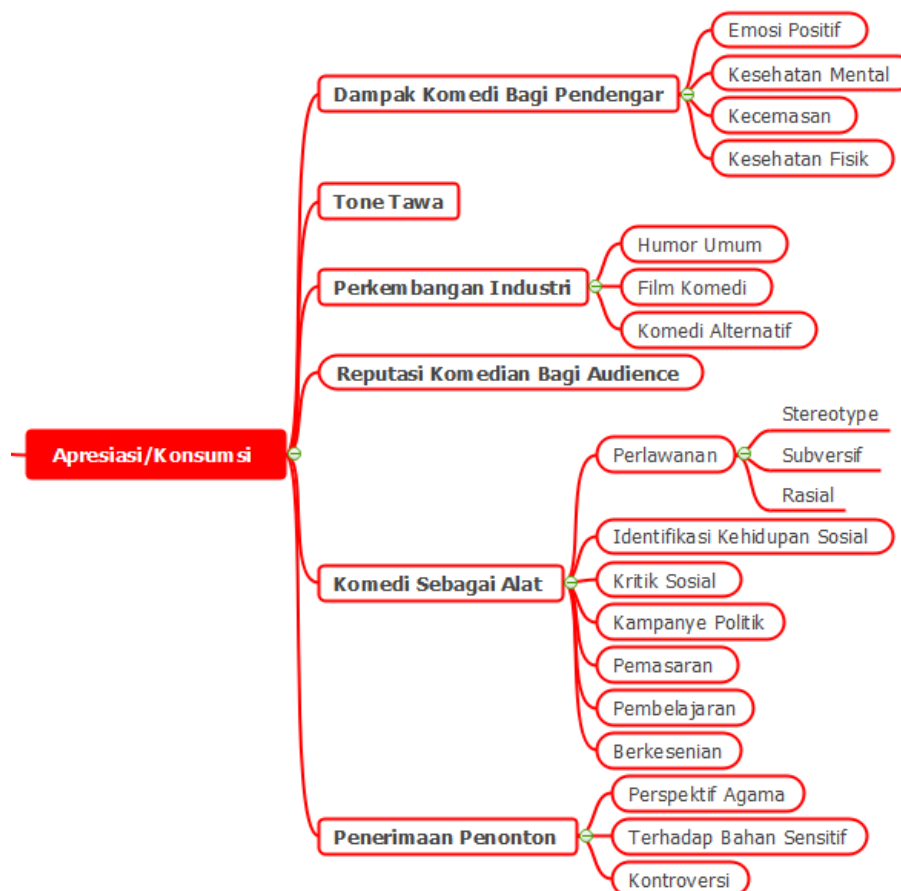 Apresiasi/Konsumsi
Dampak Komedi Bagi Pendengar
Emosi Positif
Kesehatan Mental
Kecemasan
Kesehatan Fisik
Tone Tawa
Perkembangan Industri
Humor Umum
Film Komedi
Komedi Alternatif
Reputasi Komedian Bagi Audience
Komedi Sebagai Alat
Perlawanan
Stereotype
Subversif
Rasial
Identifikasi Kehidupan Sosial
Kritik Sosial
Kampanye Politik
Pemasaran
Pembelajaran
Berkesenian
Penerimaan Penonton
Perspektif Agama
Terhadap Bahan Sensitif
Kontroversi